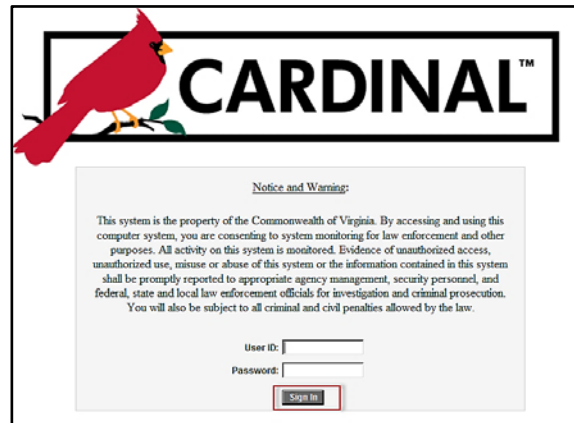 CARDINAL™
Notice and Warning:
This system is the property of the Commonwealth of Virginia. By accessing and using this
computer system, you are consenting to system monitoring for law enforcement and other
purposes. All activity on this system is monitored. Evidence of unauthorized access,
unauthorized use, misuse or abuse of this system or the information contained in this system
shall be promptly reported to appropriate agency management, security personnel, and
federal, state and local law enforcement officials for investigation and criminal prosecution.
You will also be subject to all criminal and civil penalties allowed by the law.
User ID:
Password:
Sign In